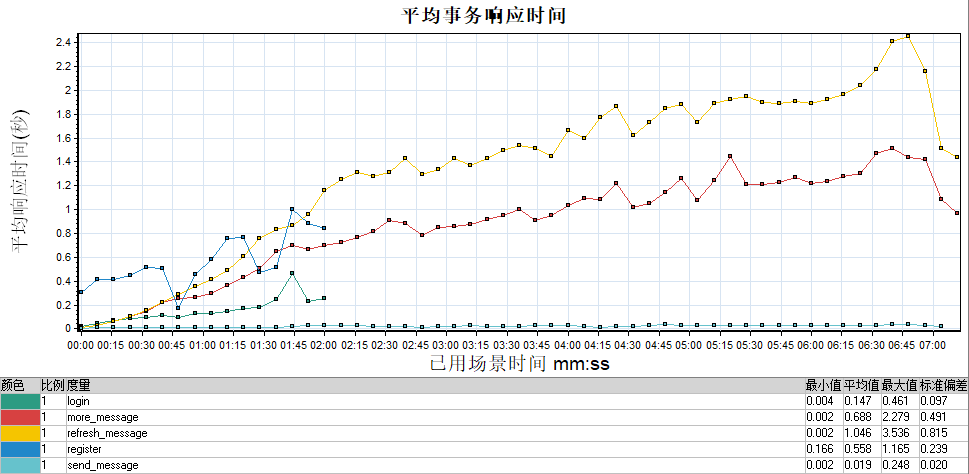 平均事务响应时间
平均响应时间(秒)
2.4
2.2
2
1.8
1.6
1.4
1.2
1
0.8
0.6
0.4
0.2
0
00:00 00:15 00:30 00:45 01:00 01:15 01:30 01:45 02:00 02:15 02:30 02:45 03:00 03:15 03:30 03:45 04:00 04:15 04:30 04:45 05:00 05:15 05:30 05:45 06:00 06:15 06:30 06:45 07:00
已用场景时间 mm:ss
颜色 比例 度量 最小值 平均值 最大值 标准偏差
1 login 0.004 0.147 0.461 0.097
1 more_message 0.002 0.688 2.279 0.491
1 refresh_message 0.002 1.046 3.536 0.815
1 register 0.166 0.558 1.165 0.239
1 send_message 0.002 0.019 0.248 0.020